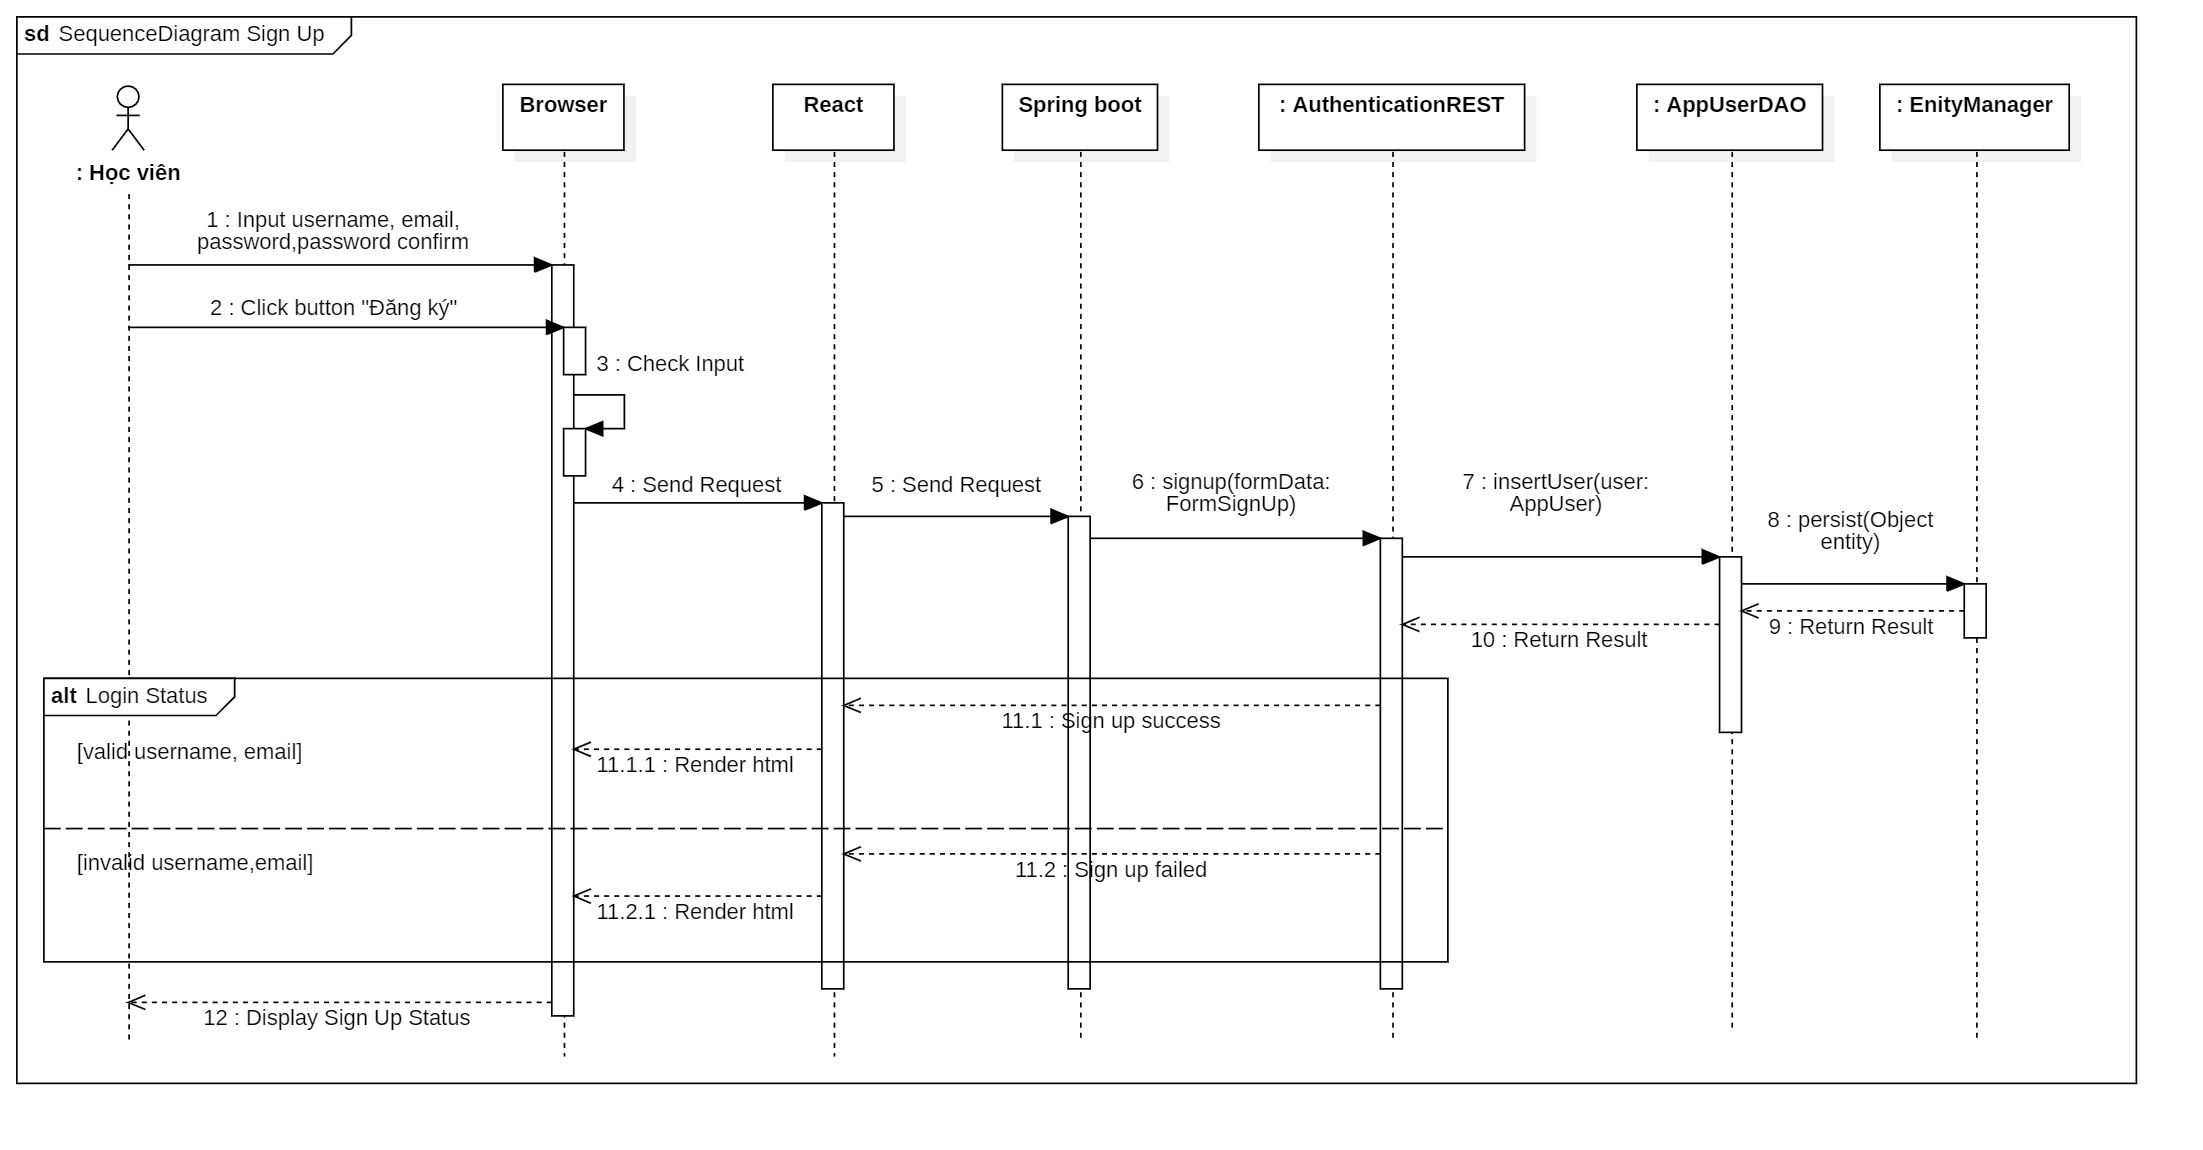 sd SequenceDiagram Sign Up
Browser
React
Spring boot
: AuthenticationREST
: AppUserDAO
: EnityManager
: Học viên
1 : Input username, email,
password,password confirm
2 : Click button "Đăng ký"
3 : Check Input
4 : Send Request
5 : Send Request
6 : signup(formData:
FormSignUp)
7 : insertUser(user:
AppUser)
8 : persist(Object
entity)
9 : Return Result
10 : Return Result
alt Login Status
11.1 : Sign up success
[valid username, email]
11.1.1 : Render html
[invalid username,email]
11.2 : Sign up failed
11.2.1 : Render html
12 : Display Sign Up Status